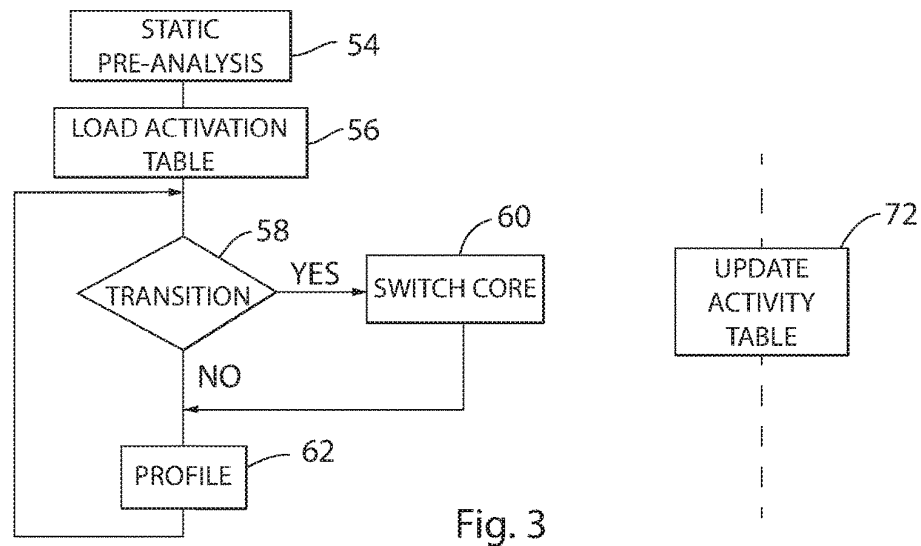 STATIC
PRE-ANALYSIS
54
LOAD ACTIVATION
TABLE
56
58
TRANSITION
YES
60
SWITCH CORE
NO
PROFILE
62
72
UPDATE
ACTIVITY
TABLE
Fig. 3